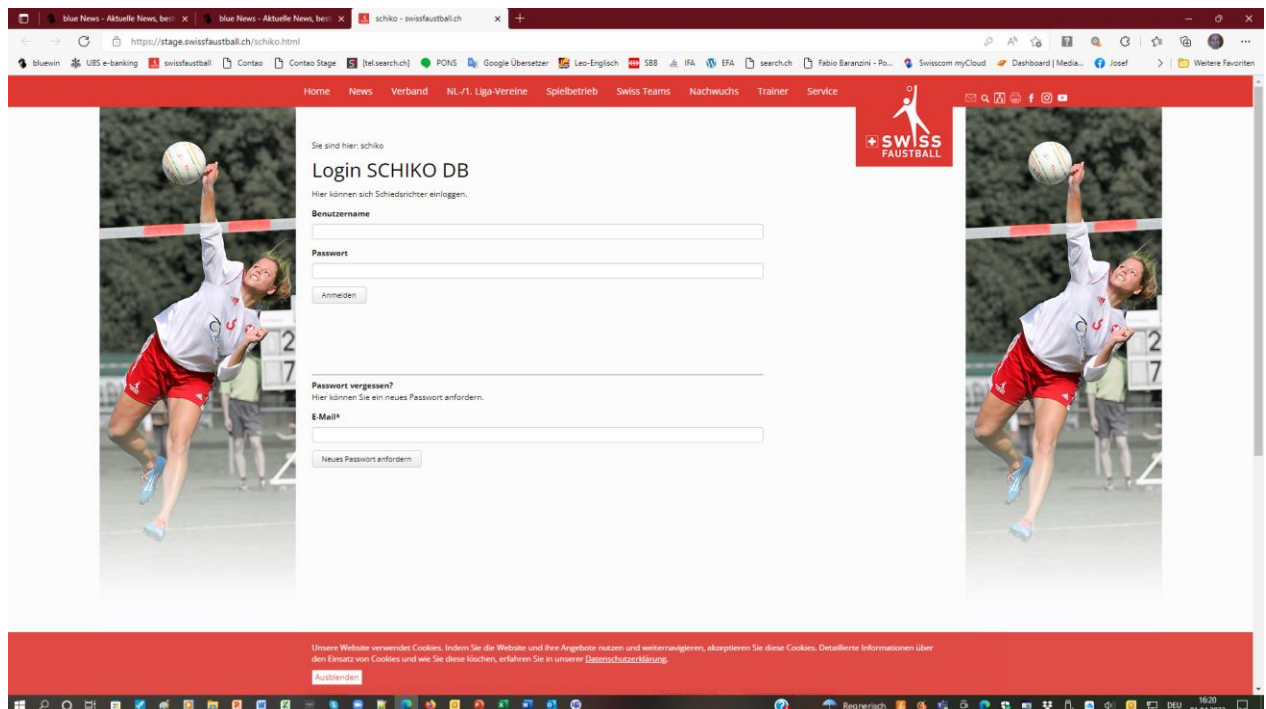 blue News - Aktuelle News, best
blue News - Aktuelle News, best
schiko - swissfaustball.ch
https://stage.swissfaustball.ch/schiko.html
bluewin
UBS e-banking
swissfaustball
Contao
Contao Stage
[tel.search.ch]
PONS
Google Übersetzer
Leo-Englisch
SBB
IFA
EFA
search.ch
Fabio Baranzini - Po...
Swisscom myCloud
Dashboard | Media...
Josef
Weitere Favoriten
Home News Verband NL-/1. Liga-Vereine Spielbetrieb Swiss Teams Nachwuchs Trainer Service
SWISS
FAUSTBALL
Sie sind hier: schiko
Login SCHIKO DB
Hier können sich Schiedsrichter einloggen.
Benutzername
Passwort
Anmelden
Passwort vergessen?
Hier können Sie ein neues Passwort anfordern.
E-Mail*
Neues Passwort anfordern
2
7
2
7
Unsere Website verwendet Cookies. Indem Sie die Website und ihre Angebote nutzen und weiternavigieren, akzeptieren Sie diese Cookies. Detaillierte Informationen über
den Einsatz von Cookies und wie Sie diese löschen, erfahren Sie in unserer Datenschutzerklärung.
Ausblenden
Regnerisch
DEU
16:20